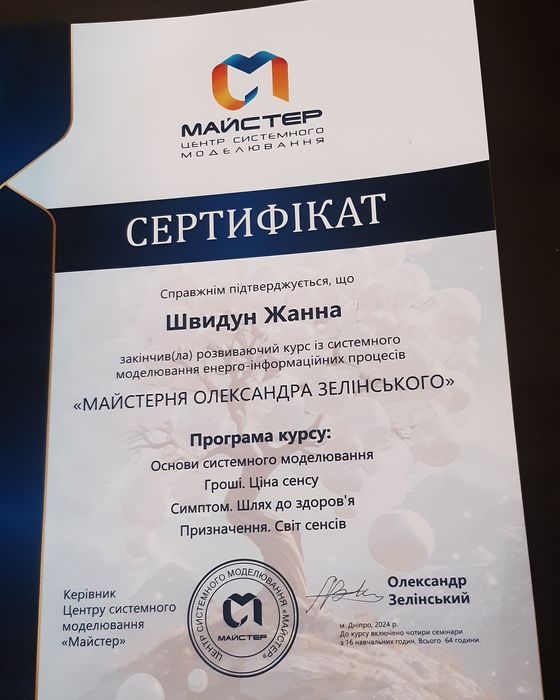 МАЙСТЕР
ЦЕНТР СИСТЕМНОГО
МОДЕЛЮВАННЯ
СЕРТИФІКАТ
Справжнім підтверджується, що
Швидун Жанна
закінчив(ла) розвиваючий курс із системного
моделювання енерго-інформаційних процесів
«МАЙСТЕРНЯ ОЛЕКСАНДРА ЗЕЛІНСЬКОГО»
Програма курсу:
Основи системного моделювання
Гроші. Ціна сенсу
Симптом. Шлях до здоров'я
Призначення. Світ сенсів
Керівник
Центру системного
моделювання
«Майстер»
ЦЕНТР СИСТЕМНОГО МОДЕЛЮВАННЯ «МАЙСТЕР»
МАЙСТЕР
Олександр
Зелінський
м. Дніпро, 2024 р.
До курсу включено чотири семінари
з 16 навчальних годин. Всього 64 години.